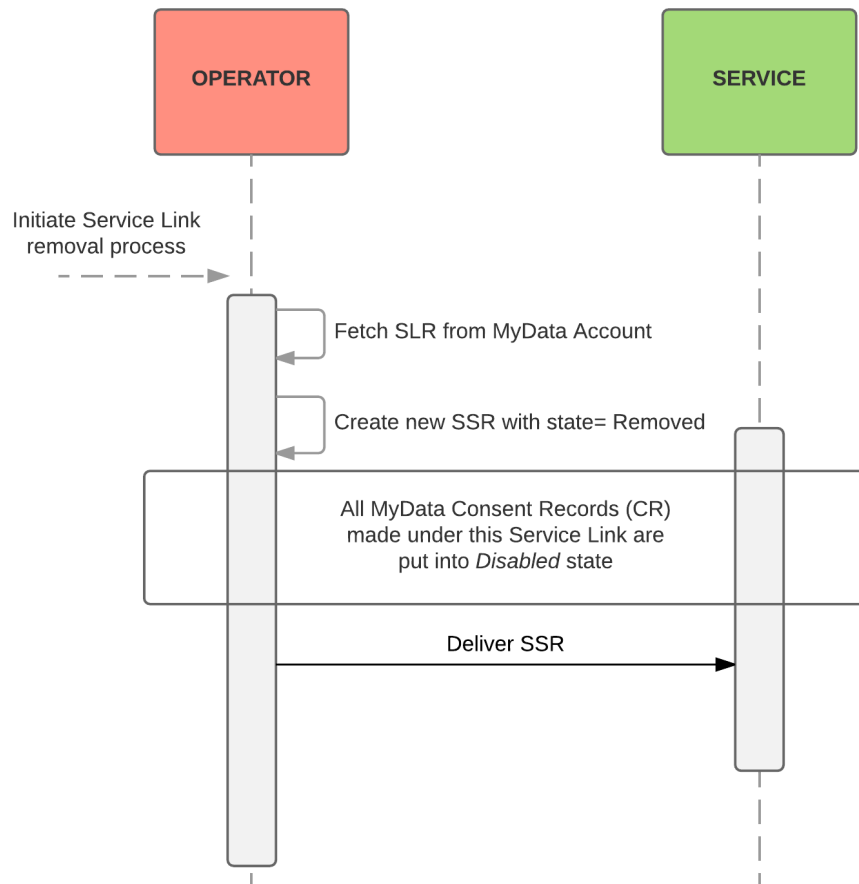 OPERATOR
SERVICE
Initiate Service Link
removal process
Fetch SLR from MyData Account
Create new SSR with state= Removed
All MyData Consent Records (CR)
made under this Service Link are
put into Disabled state
Deliver SSR